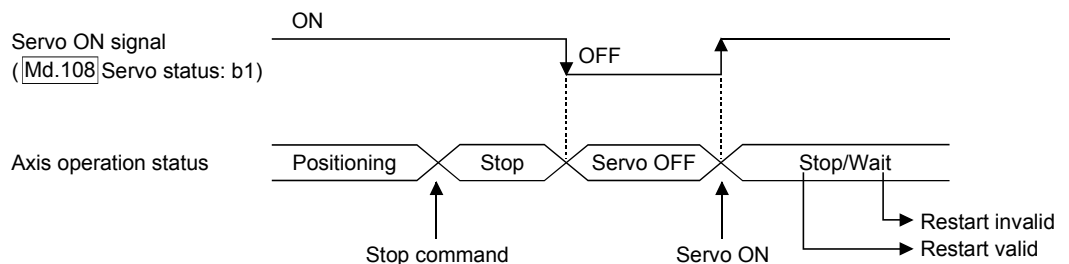 ON
Servo ON signal
( Md.108 Servo status: b1)
OFF
Axis operation status
Positioning
Stop
Servo OFF
Stop/Wait
Restart invalid
Restart valid
Stop command
Servo ON